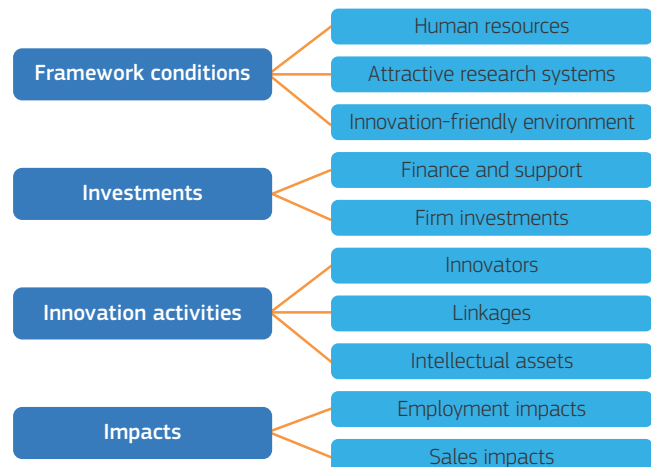 Framework conditions
Human resources
Attractive research systems
Innovation-friendly environment
Investments
Finance and support
Firm investments
Innovation activities
Innovators
Linkages
Intellectual assets
Impacts
Employment impacts
Sales impacts